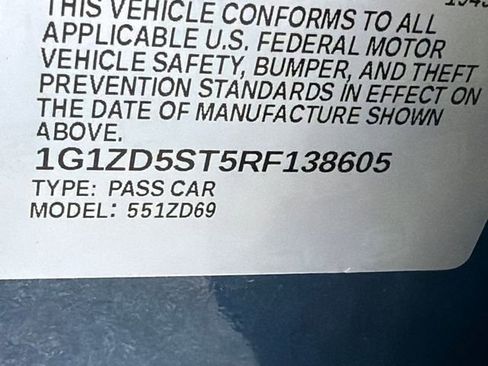 THIS VEHICLE CONFORMS TO ALL
APPLICABLE U.S. FEDERAL MOTOR
VEHICLE SAFETY, BUMPER, AND THEFT
PREVENTION STANDARDS IN EFFECT ON
THE DATE OF MANUFACTURE SHOWN
ABOVE.
1G1ZD5ST5RF138605
TYPE: PASS CAR
MODEL: 551ZD69